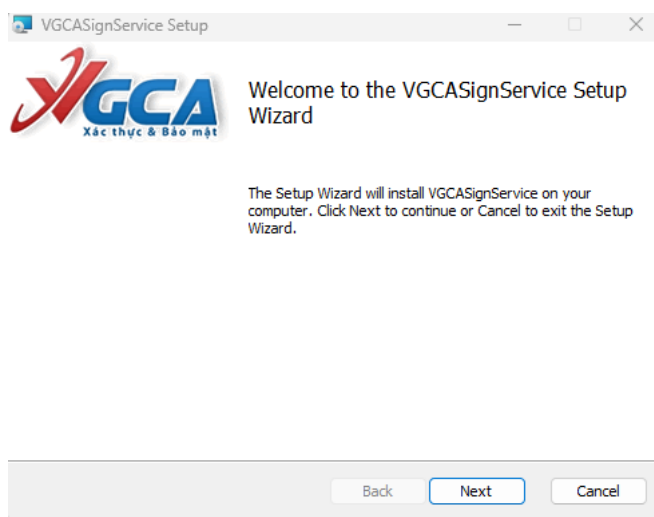 VGCASignService Setup
VGCA
Xác thực & Bảo mật
Welcome to the VGCASignService Setup
Wizard
The Setup Wizard will install VGCASignService on your
computer. Click Next to continue or Cancel to exit the Setup
Wizard.
Back
Next
Cancel